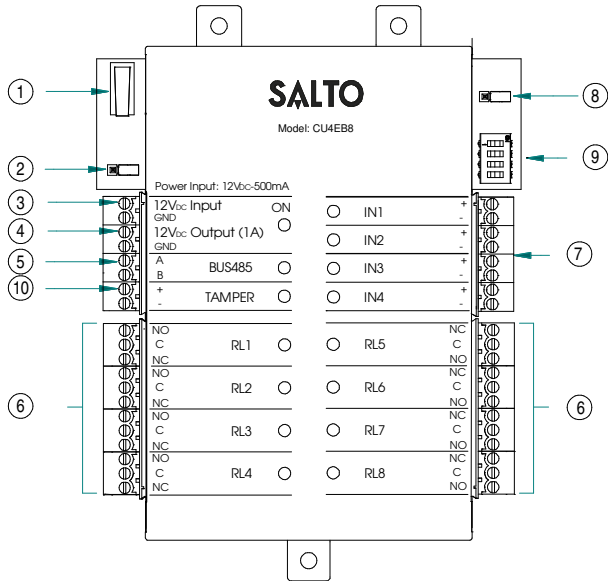 SALTO
Model: CU4EB8
1
2
8
9
Power Input: 12VDC-500mA
3
12VDC Input
GND
ON
4
12VDC Output (1A)
GND
5
A
B
BUS485
10
+
-
TAMPER
IN1
+
-
IN2
IN3
+
-
IN4
+
-
7
6
NO
C
NC
RL1
NO
C
NC
RL2
NO
C
NC
RL3
NO
C
NC
RL4
RL5
NC
C
NO
RL6
NC
C
NO
RL7
NC
C
NO
RL8
NC
C
NO
6